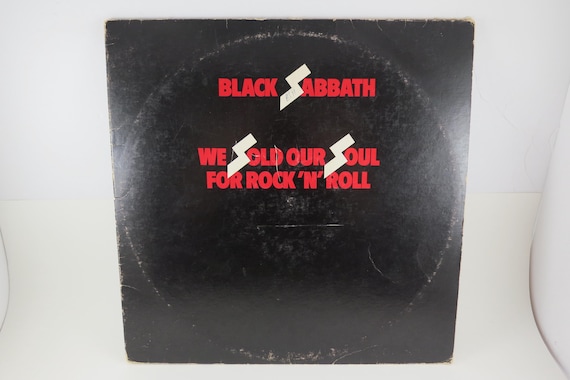 BLACK SABBATH
WE SOLD OUR SOUL
FOR ROCK 'N' ROLL